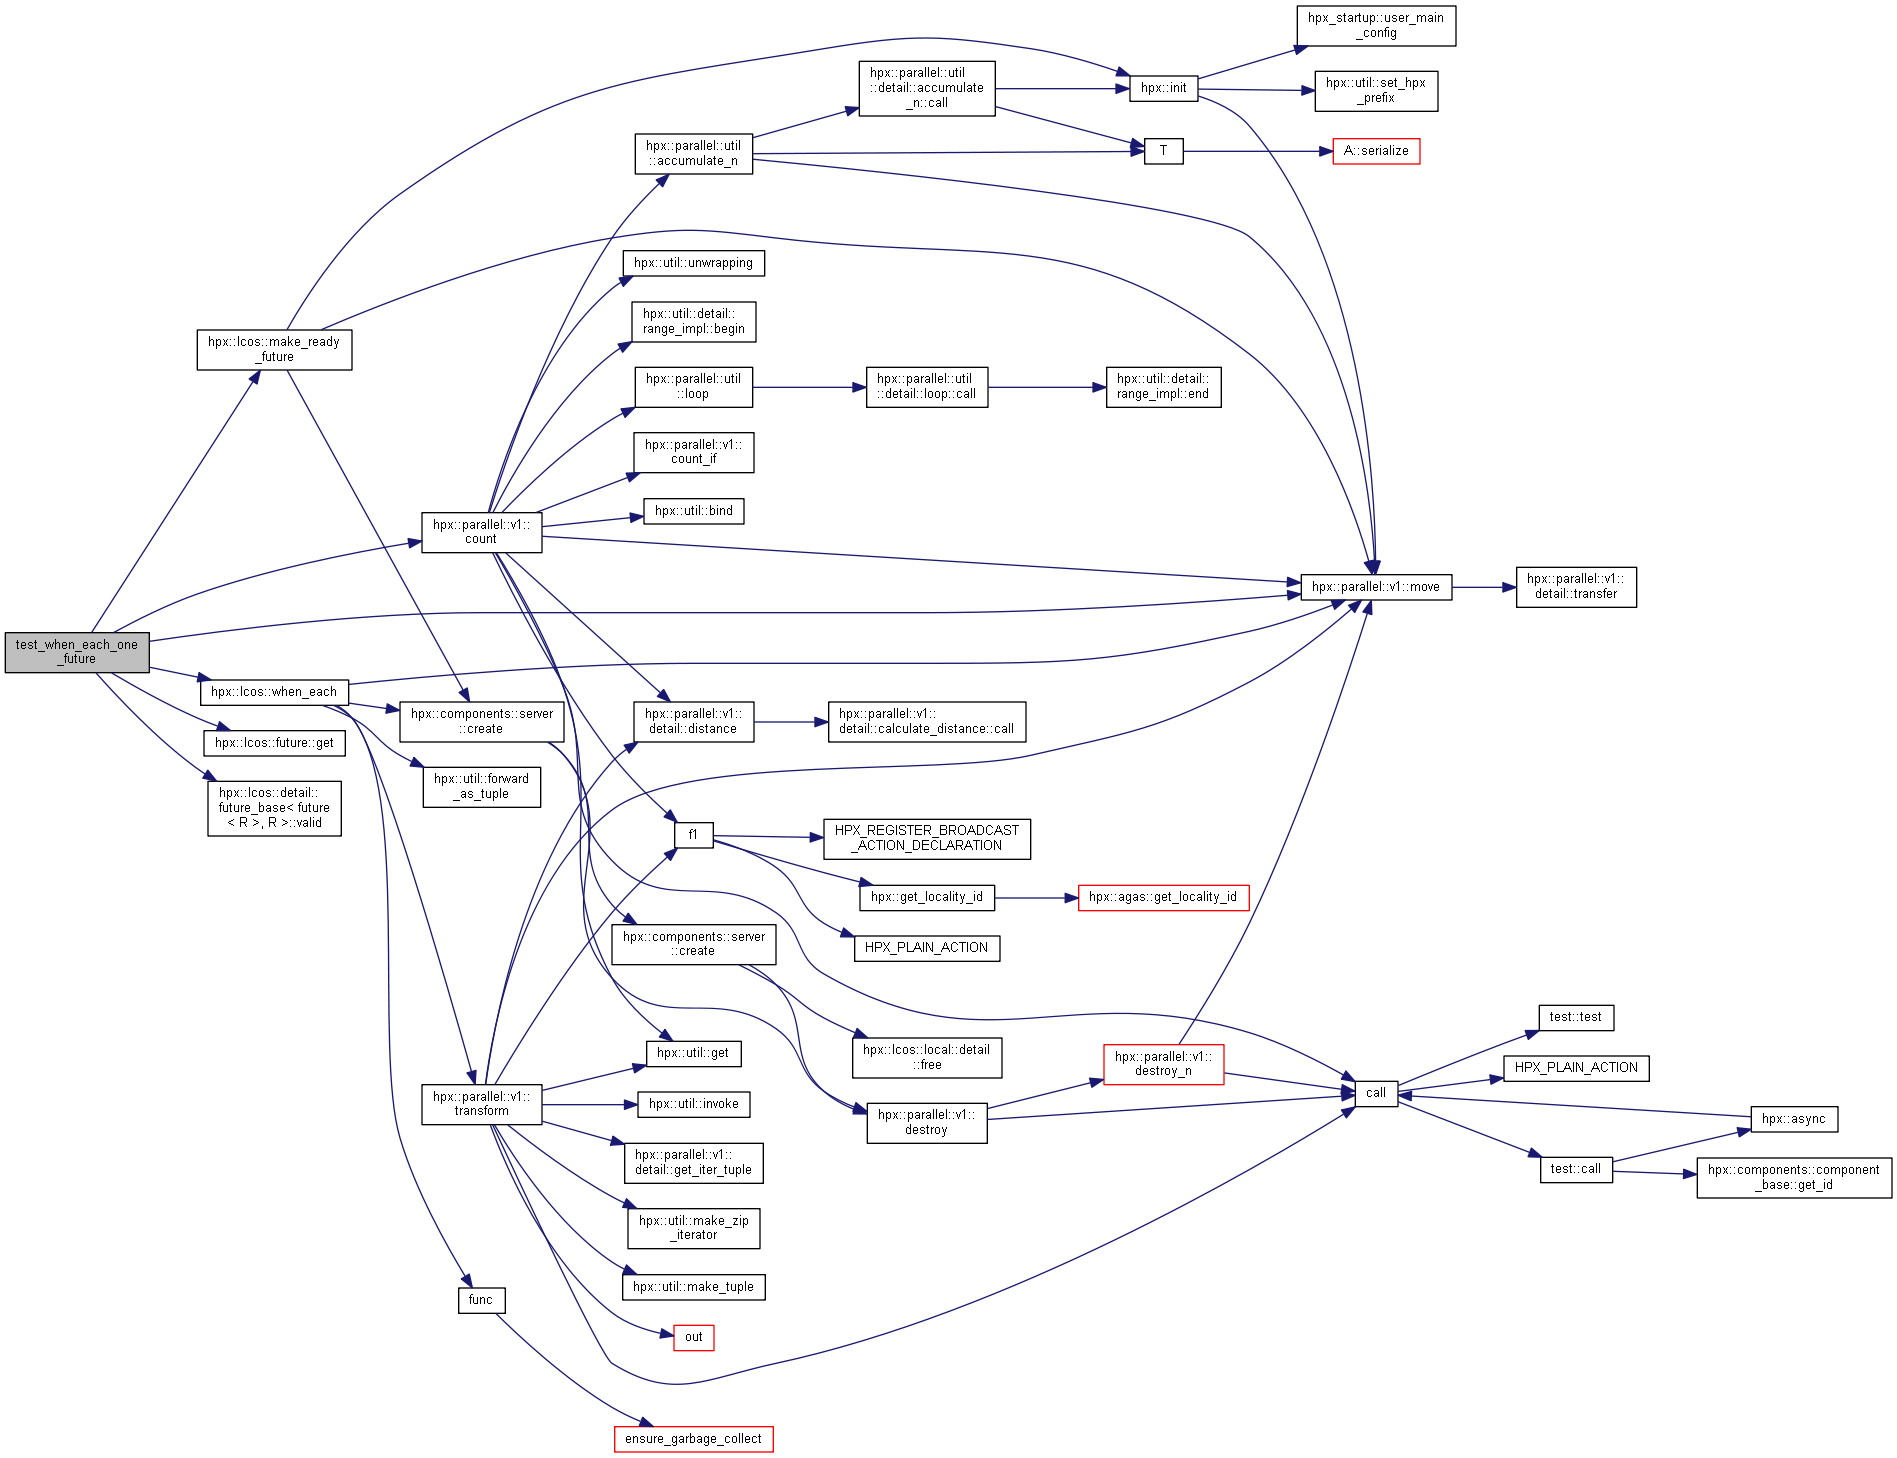 hpx_startup::user_main
_config
hpx::parallel::util
::detail::accumulate
_n::call
hpx::init
hpx::util::set_hpx
_prefix
hpx::parallel::util
::accumulate_n
T
A::serialize
hpx::util::unwrapping
hpx::util::detail::
range_impl::begin
hpx::lcos::make_ready
_future
hpx::parallel::util
::loop
hpx::parallel::util
::detail::loop::call
hpx::util::detail::
range_impl::end
hpx::parallel::v1::
count_if
hpx::parallel::v1::
count
hpx::util::bind
hpx::parallel::v1::move
hpx::parallel::v1::
detail::transfer
test_when_each_one
_future
hpx::lcos::when_each
hpx::components::server
::create
hpx::parallel::v1::
detail::distance
hpx::parallel::v1::
detail::calculate_distance::call
hpx::lcos::future::get
hpx::util::forward
_as_tuple
hpx::lcos::detail::
future_base< future
< R >, R >::valid
f1
HPX_REGISTER_BROADCAST
_ACTION_DECLARATION
hpx::get_locality_id
hpx::agas::get_locality_id
hpx::components::server
::create
HPX_PLAIN_ACTION
test::test
hpx::util::get
hpx::lcos::local::detail
::free
hpx::parallel::v1::
destroy_n
HPX_PLAIN_ACTION
hpx::parallel::v1::
transform
hpx::util::invoke
hpx::parallel::v1::
destroy
call
hpx::async
hpx::parallel::v1::
detail::get_iter_tuple
test::call
hpx::components::component
_base::get_id
hpx::util::make_zip
_iterator
hpx::util::make_tuple
func
out
ensure_garbage_collect